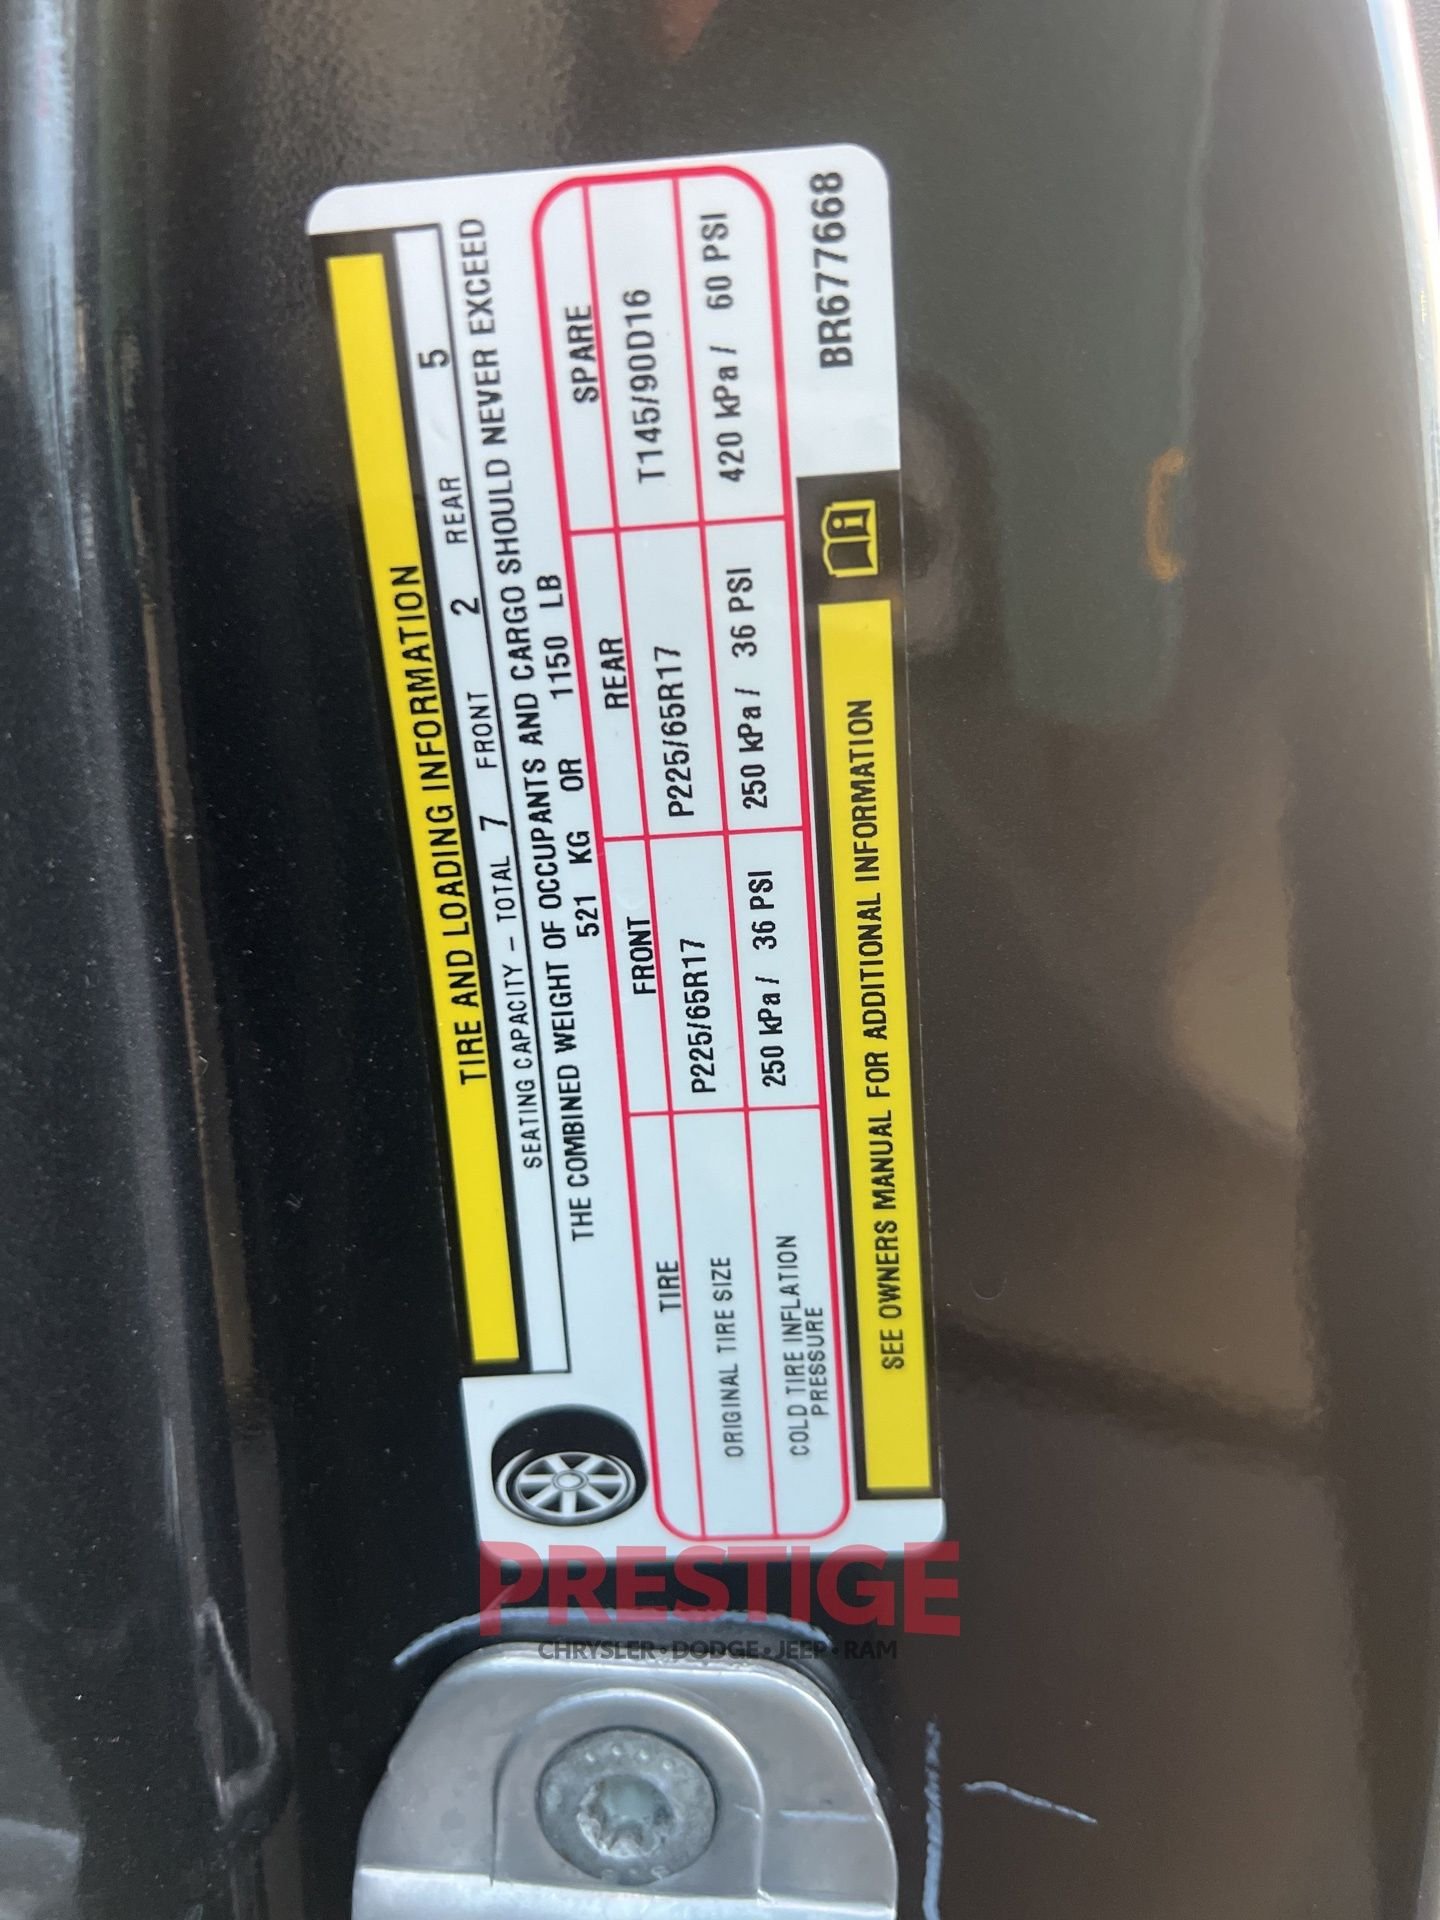 TIRE AND LOADING INFORMATION
SEATING CAPACITY – TOTAL 7 FRONT 2 REAR 5
THE COMBINED WEIGHT OF OCCUPANTS AND CARGO SHOULD NEVER EXCEED
521 KG OR 1150 LB
TIRE FRONT REAR SPARE
ORIGINAL TIRE SIZE P225/65R17 P225/65R17 T145/90D16
COLD TIRE INFLATION PRESSURE 250 kPa / 36 PSI 250 kPa / 36 PSI 420 kPa / 60 PSI
SEE OWNERS MANUAL FOR ADDITIONAL INFORMATION
BR677668
PRESTIGE
CHRYSLER•DODGE•JEEP•RAM